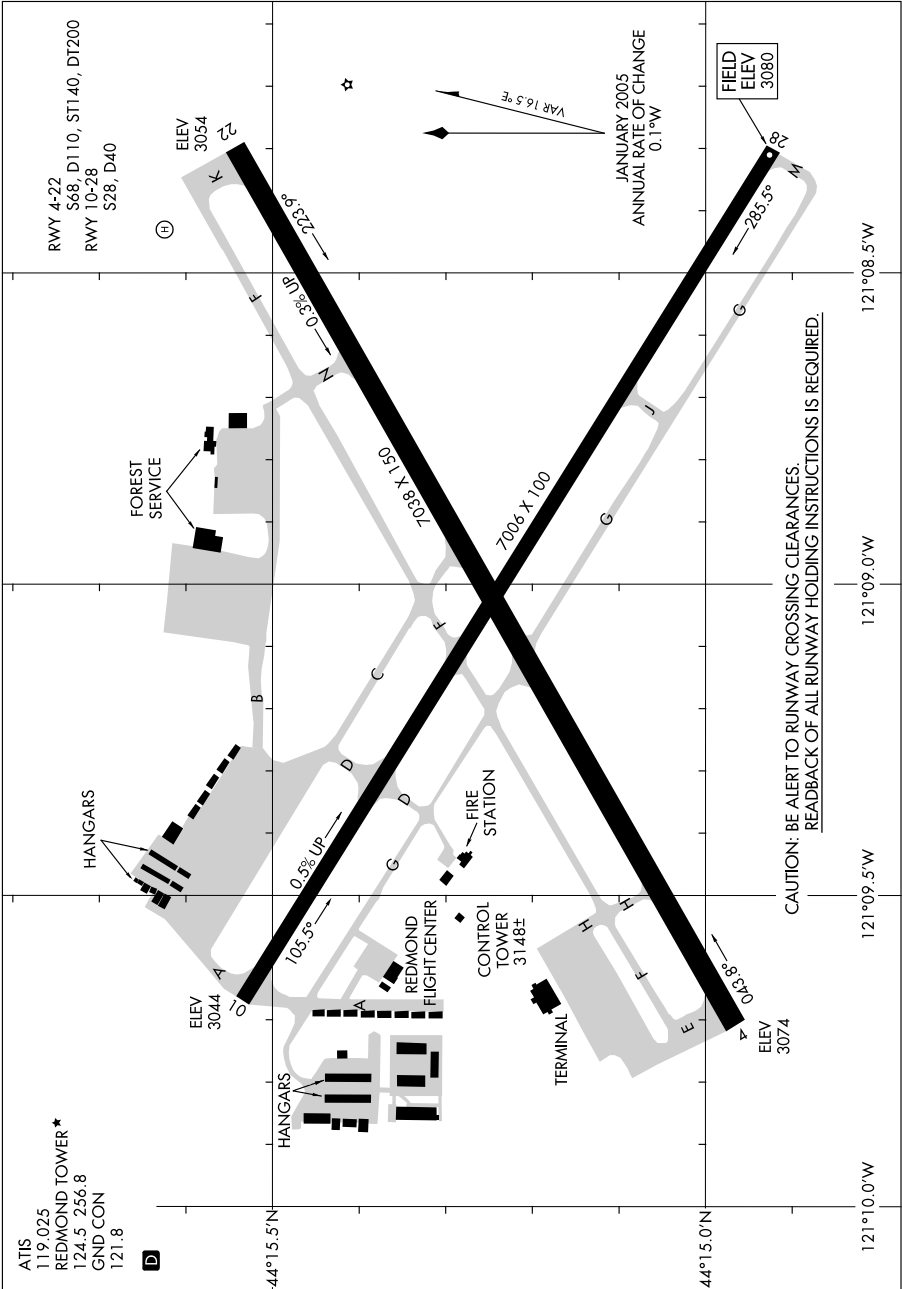 ATIS
119.025
REDMOND TOWER★
124.5 256.8
GND CON
121.8
D
RWY 4-22
S68, D110, ST140, DT200
RWY 10-28
S28, D40
ELEV
3054
22
K
H
223.9°
0.3% UP
F
N
VAR 16.5°E
JANUARY 2005
ANNUAL RATE OF CHANGE
0.1°W
FIELD
ELEV
3080
28
M
285.5°
G
J
G
FOREST
SERVICE
7038 X 150
7006 X 100
B
C
F
D
D
HANGARS
0.5% UP
105.5°
G
FIRE
STATION
A
10
ELEV
3044
A
REDMOND
FLIGHT CENTER
CONTROL
TOWER
3148±
HANGARS
TERMINAL
H
H
F
E
043.8°
4
ELEV
3074
CAUTION: BE ALERT TO RUNWAY CROSSING CLEARANCES.
READBACK OF ALL RUNWAY HOLDING INSTRUCTIONS IS REQUIRED.
44°15.5'N
44°15.0'N
121°10.0'W
121°09.5'W
121°09.0'W
121°08.5'W